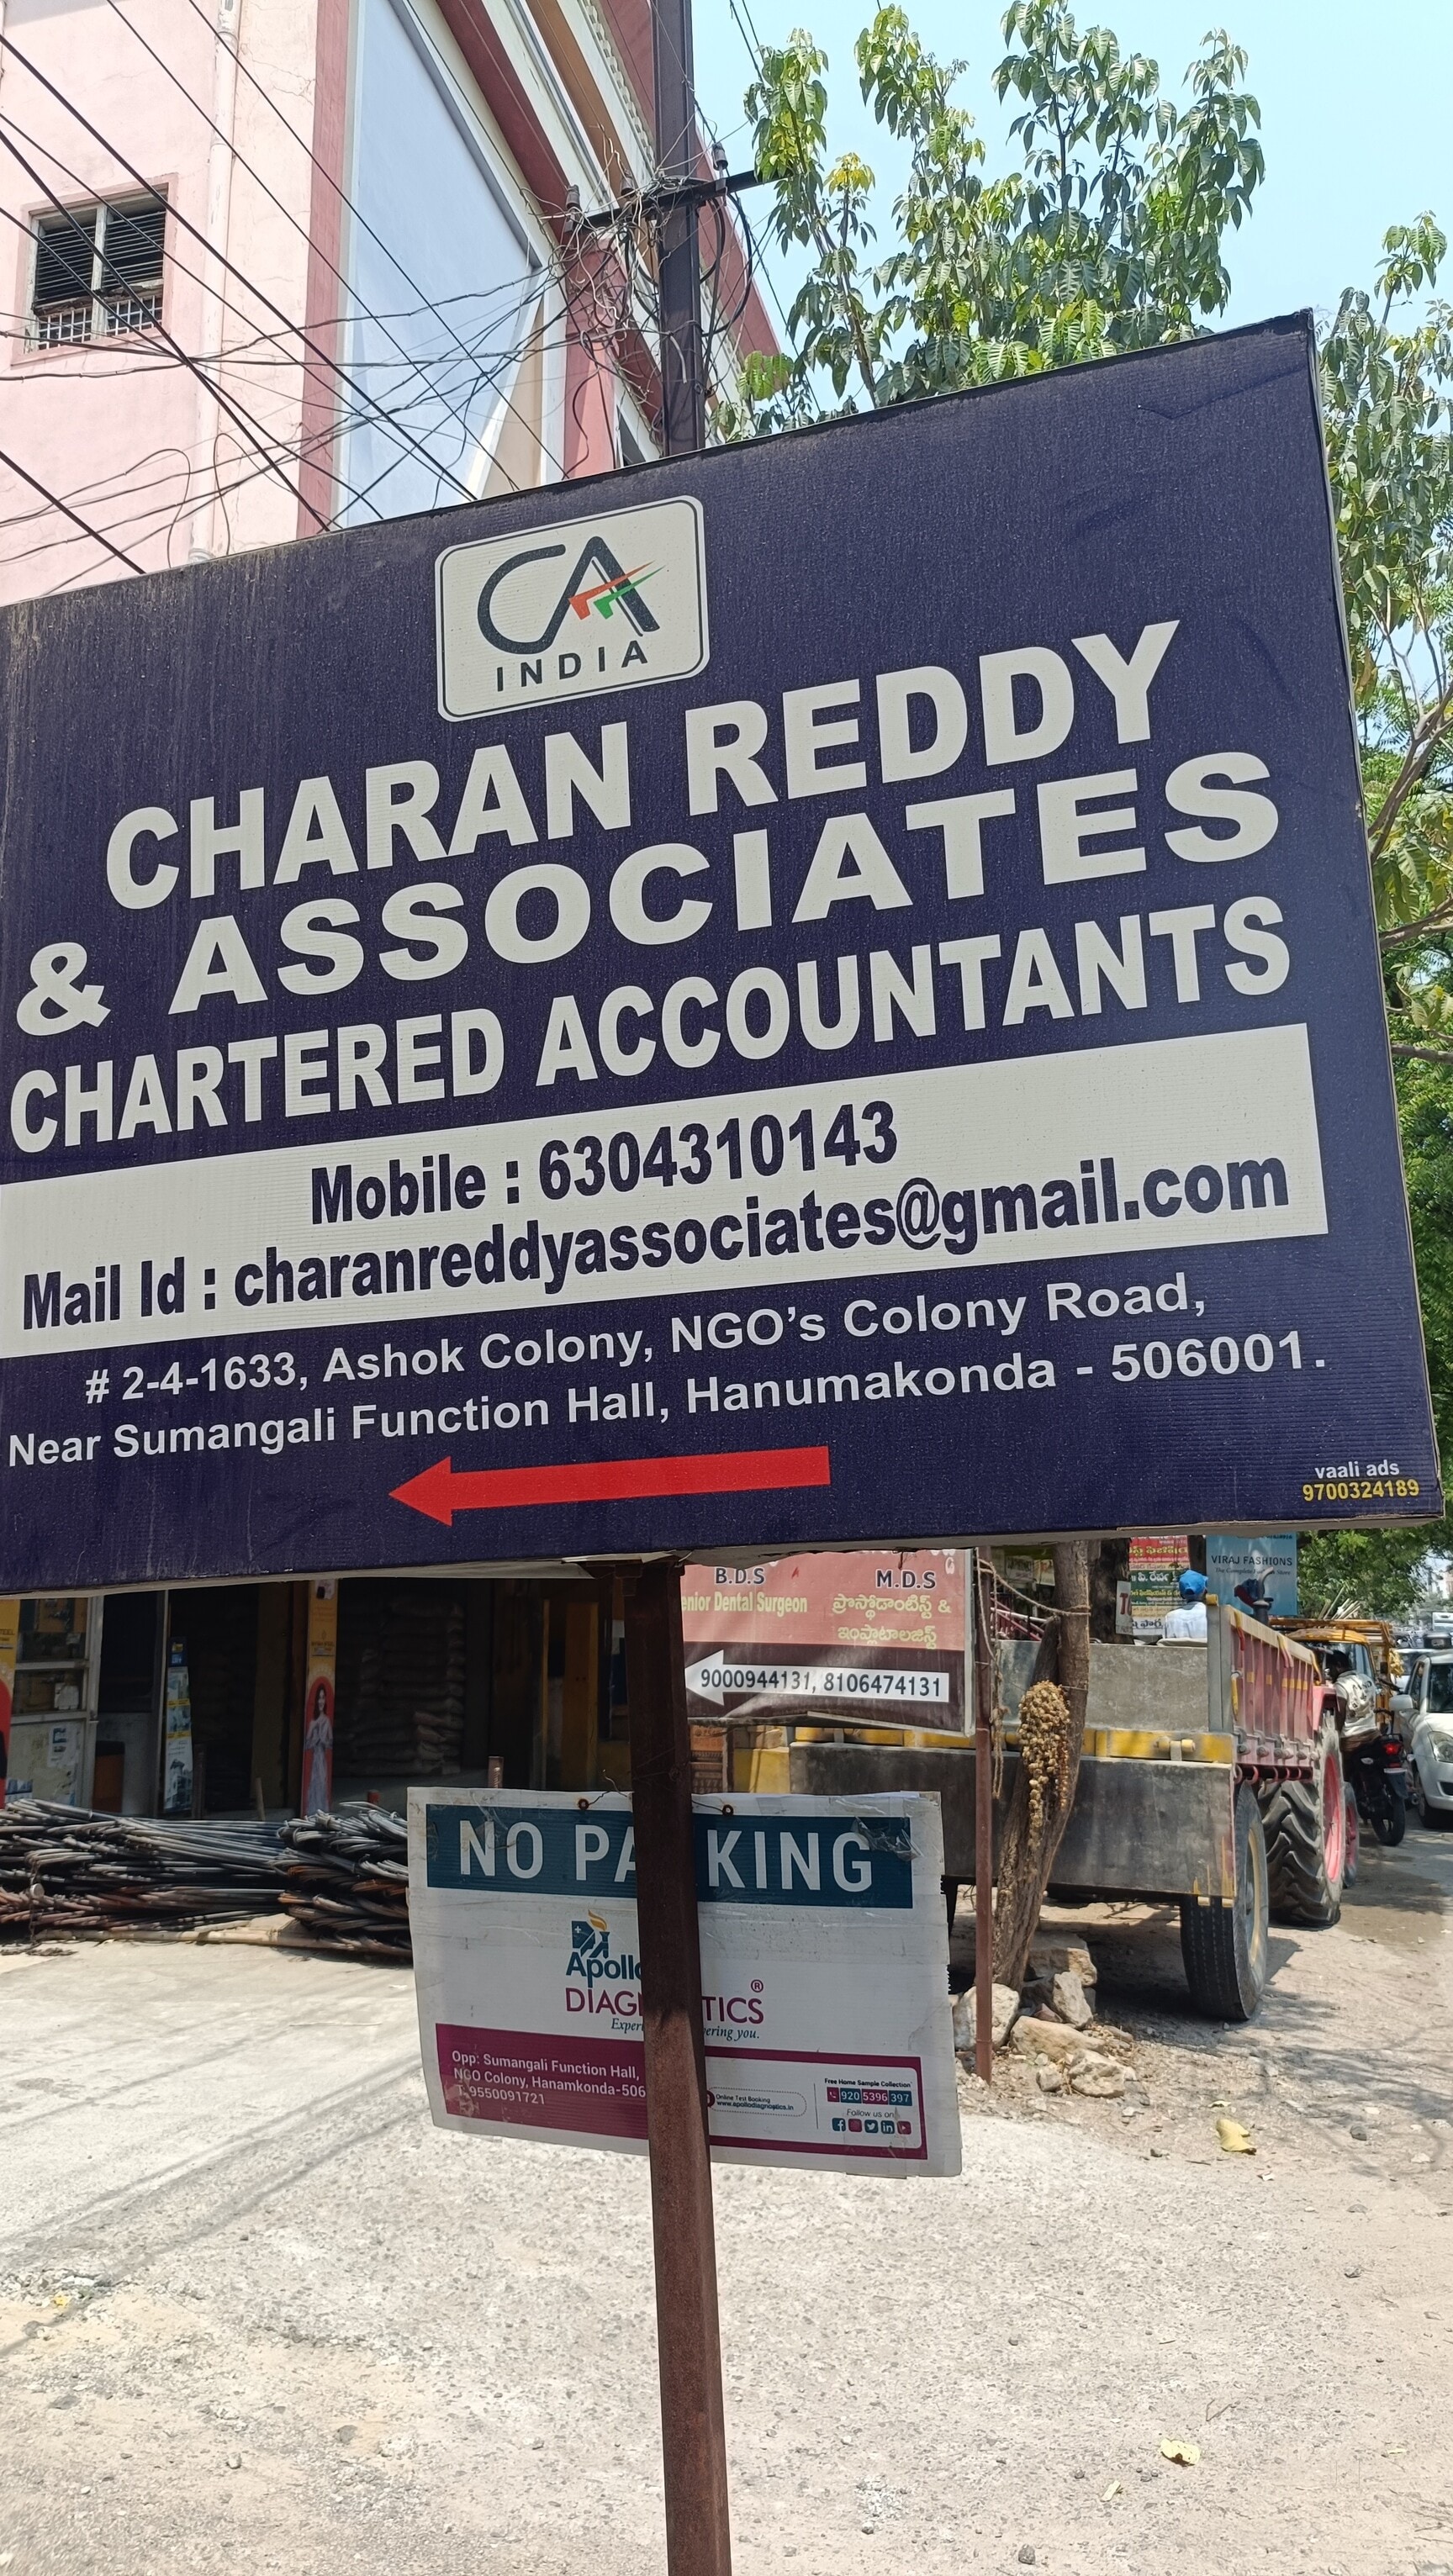 CA
INDIA
CHARAN REDDY
& ASSOCIATES
CHARTERED ACCOUNTANTS
Mobile : 6304310143
Mail Id : charanreddyassociates@gmail.com
# 2-4-1633, Ashok Colony, NGO's Colony Road,
Near Sumangali Function Hall, Hanumakonda - 506001.
vaali ads
9700324189
VIRAJ FASHIONS
B.D.S
Dental Surgeon
M.D.S
ప్రొస్థోడాంటిస్ట్ &
ఇంప్లాటాలజిస్ట్
9000944131, 8106474131
NO PA KING
Apollo
DIAG TICS ®
ering you.
Opp: Sumangali Function Hall,
NGO Colony, Hanamkonda-506
T. 9550091721
Online Test Booking
www.apollodiagnostics.in
Free Home Sample Collection
920 5396 397
Follow us on